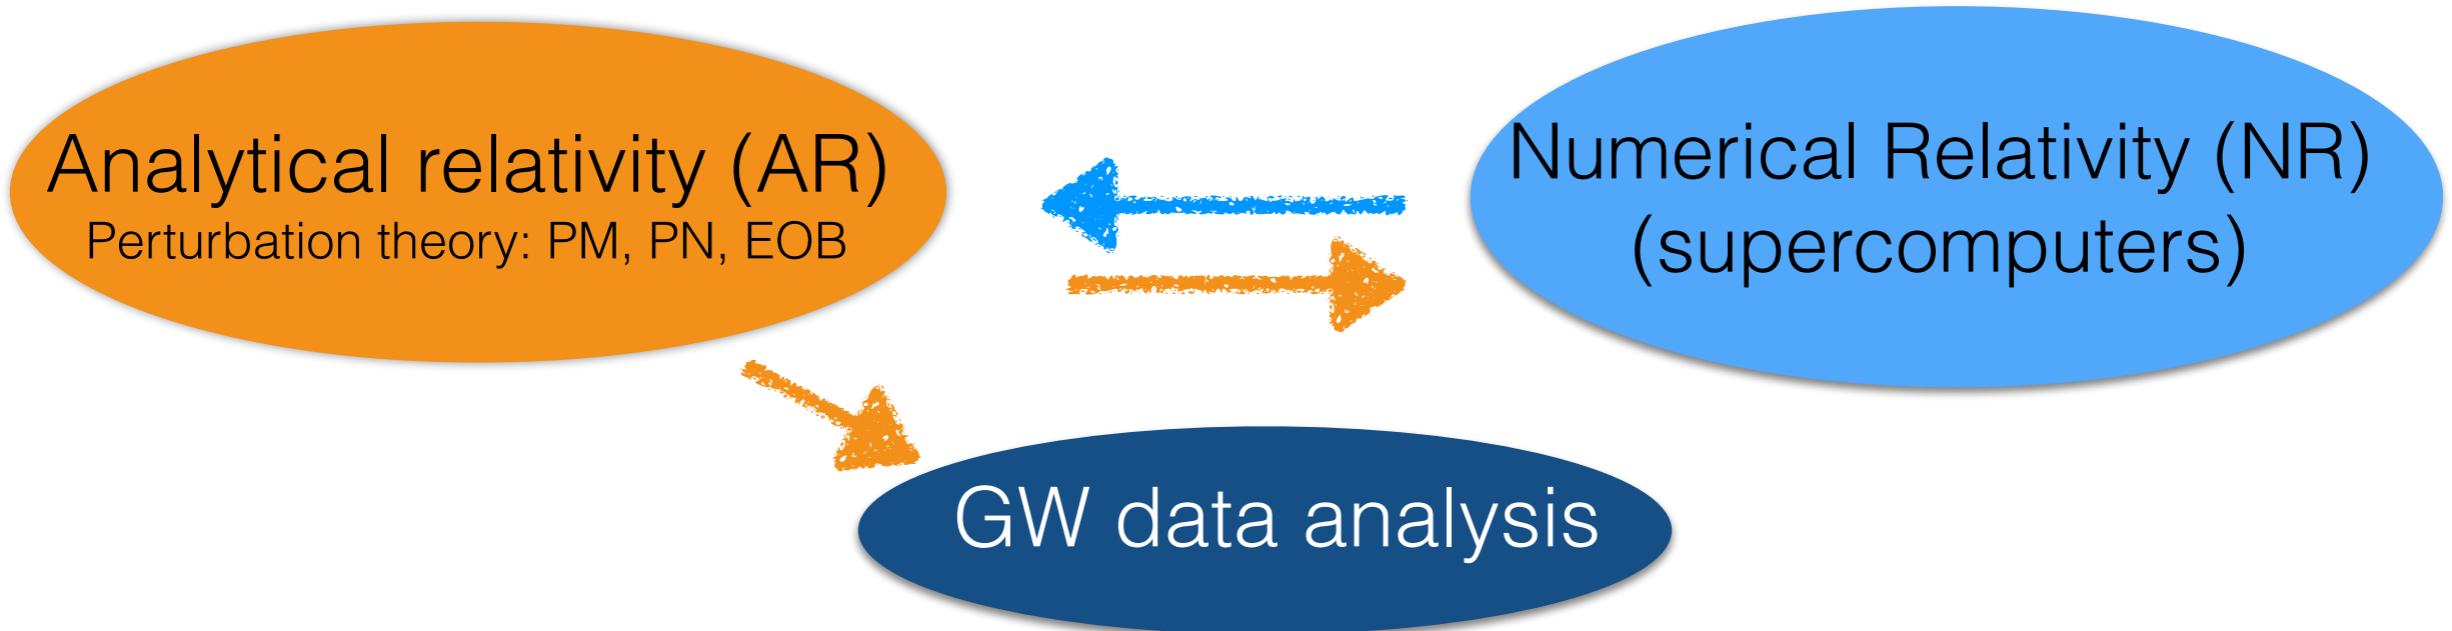 Analytical relativity (AR)
Perturbation theory: PM, PN, EOB
Numerical Relativity (NR)
(supercomputers)
GW data analysis